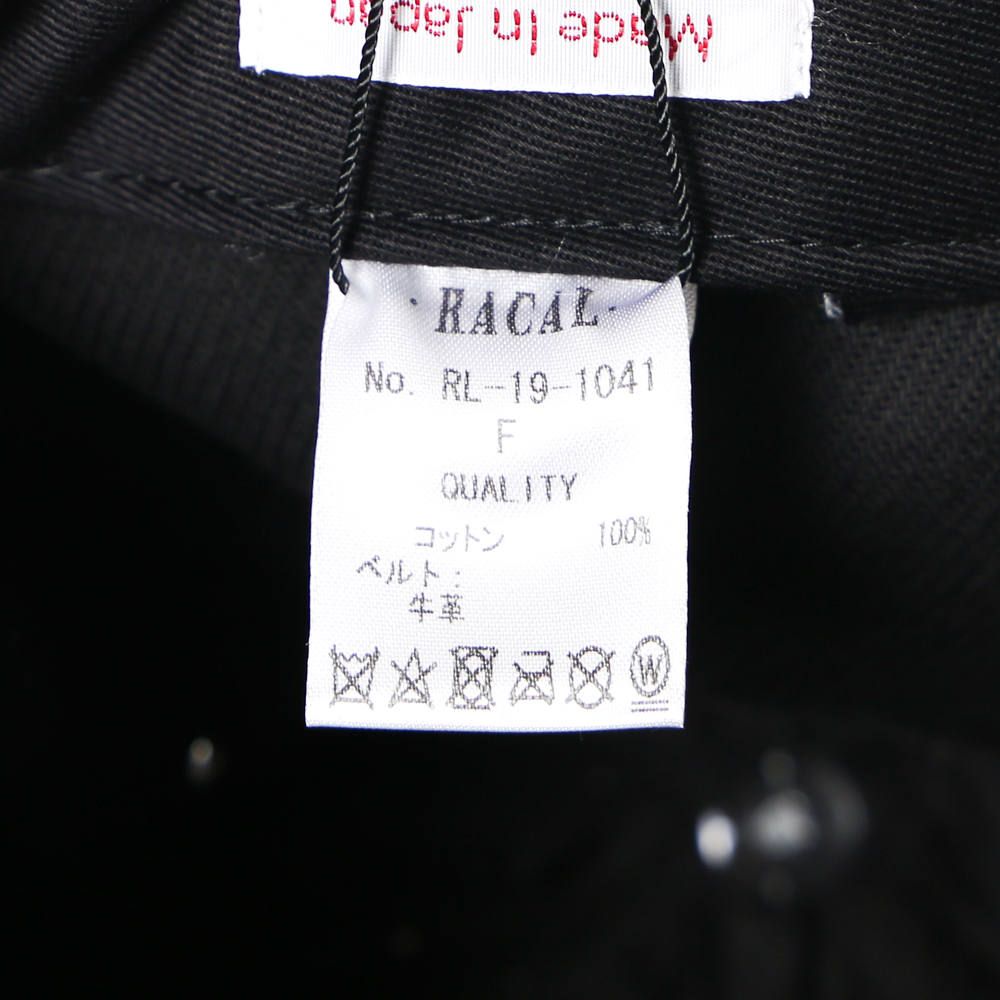 Made In Japan
・RACAL・
No. RL-19-1041
F
QUALITY
コットン 100%
ベルト:
牛革
W